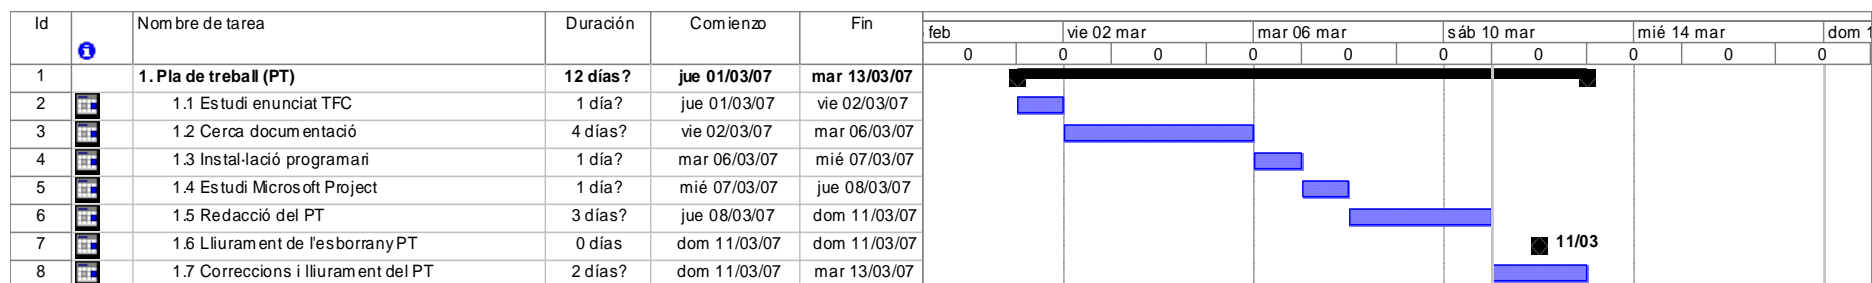 Id Nombre de tarea Duración Comienzo Fin
feb vie 02 mar mar 06 mar sáb 10 mar mié 14 mar dom 1
0 0 0 0 0 0 0 0 0 0
1 1. Pla de treball (PT) 12 días? jue 01/03/07 mar 13/03/07
2 1.1 Estudi enunciat TFC 1 día? jue 01/03/07 vie 02/03/07
3 1.2 Cerca documentació 4 días? vie 02/03/07 mar 06/03/07
4 1.3 Instal·lació programari 1 día? mar 06/03/07 mié 07/03/07
5 1.4 Estudi Microsoft Project 1 día? mié 07/03/07 jue 08/03/07
6 1.5 Redacció del PT 3 días? jue 08/03/07 dom 11/03/07
7 1.6 Lliurament de l'esborrany PT 0 días dom 11/03/07 dom 11/03/07 11/03
8 1.7 Correccions i lliurament del PT 2 días? dom 11/03/07 mar 13/03/07